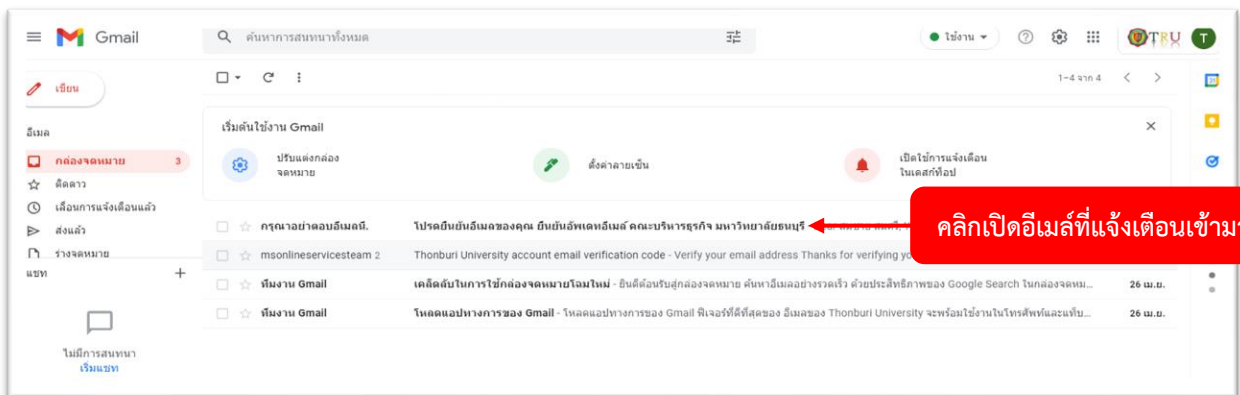 Gmail
ค้นหาการสนทนาทั้งหมด
ใช้งาน
TRU
T
เขียน
1–4 จาก 4
อีเมล
กล่องจดหมาย 3
ติดดาว
เลื่อนการแจ้งเตือนแล้ว
ส่งแล้ว
ร่างจดหมาย
แชท
ไม่มีการสนทนา
เริ่มแชท
เริ่มต้นใช้งาน Gmail
ปรับแต่งกล่อง
จดหมาย
ตั้งค่าลายเซ็น
เปิดใช้การแจ้งเตือน
ในเดสก์ท็อป
กรุณาอย่าตอบอีเมลนี้. โปรดยืนยันอีเมลของคุณ ยืนยันอัพเดทอีเมล์ คณะบริหารธุรกิจ มหาวิทยาลัยธนบุรี
คลิกเปิดอีเมล์ที่แจ้งเตือนเข้ามา
msonlineservicesteam 2 Thonburi University account email verification code - Verify your email address Thanks for verifying
ทีมงาน Gmail เคล็ดลับในการใช้กล่องจดหมายโฉมใหม่ - ยินดีต้อนรับสู่กล่องจดหมาย ค้นหาอีเมลอย่างรวดเร็ว ด้วยประสิทธิภาพของ Google Search ในกล่องจดหม... 26 เม.ย.
ทีมงาน Gmail โหลดแอปทางการของ Gmail - โหลดแอปทางการของ Gmail ฟีเจอร์ที่ดีที่สุดของ อีเมลของ Thonburi University จะพร้อมใช้งานในโทรศัพท์และแท็บ... 26 เม.ย.